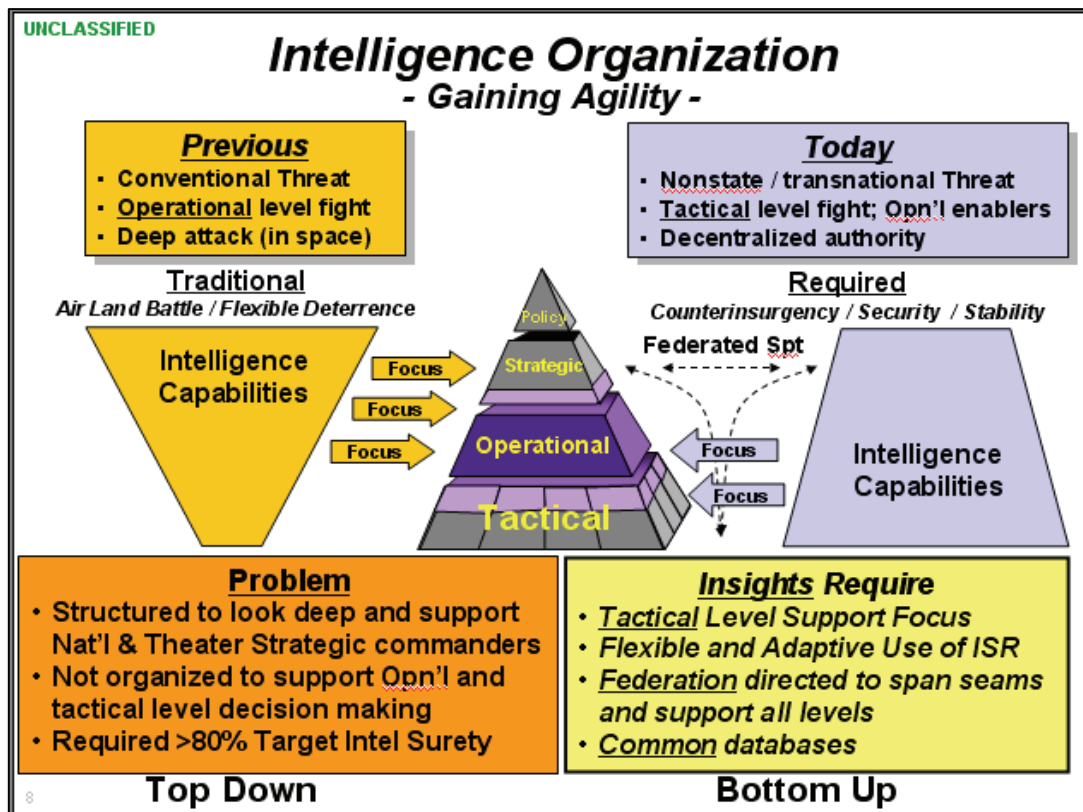 UNCLASSIFIED
Intelligence Organization
- Gaining Agility -
Previous
▪ Conventional Threat
▪ Operational level fight
▪ Deep attack (in space)
Today
▪ Nonstate / transnational Threat
▪ Tactical level fight; Opn'l enablers
▪ Decentralized authority
Traditional
Air Land Battle / Flexible Deterrence
Required
Counterinsurgency / Security / Stability
Intelligence
Capabilities
Focus
Focus
Focus
Policy
Strategic
Operational
Tactical
Federated Spt
Focus
Focus
Intelligence
Capabilities
Problem
• Structured to look deep and support
Nat'l & Theater Strategic commanders
• Not organized to support Opn'l and
tactical level decision making
• Required >80% Target Intel Surety
Insights Require
• Tactical Level Support Focus
• Flexible and Adaptive Use of ISR
• Federation directed to span seams
and support all levels
• Common databases
8
Top Down
Bottom Up